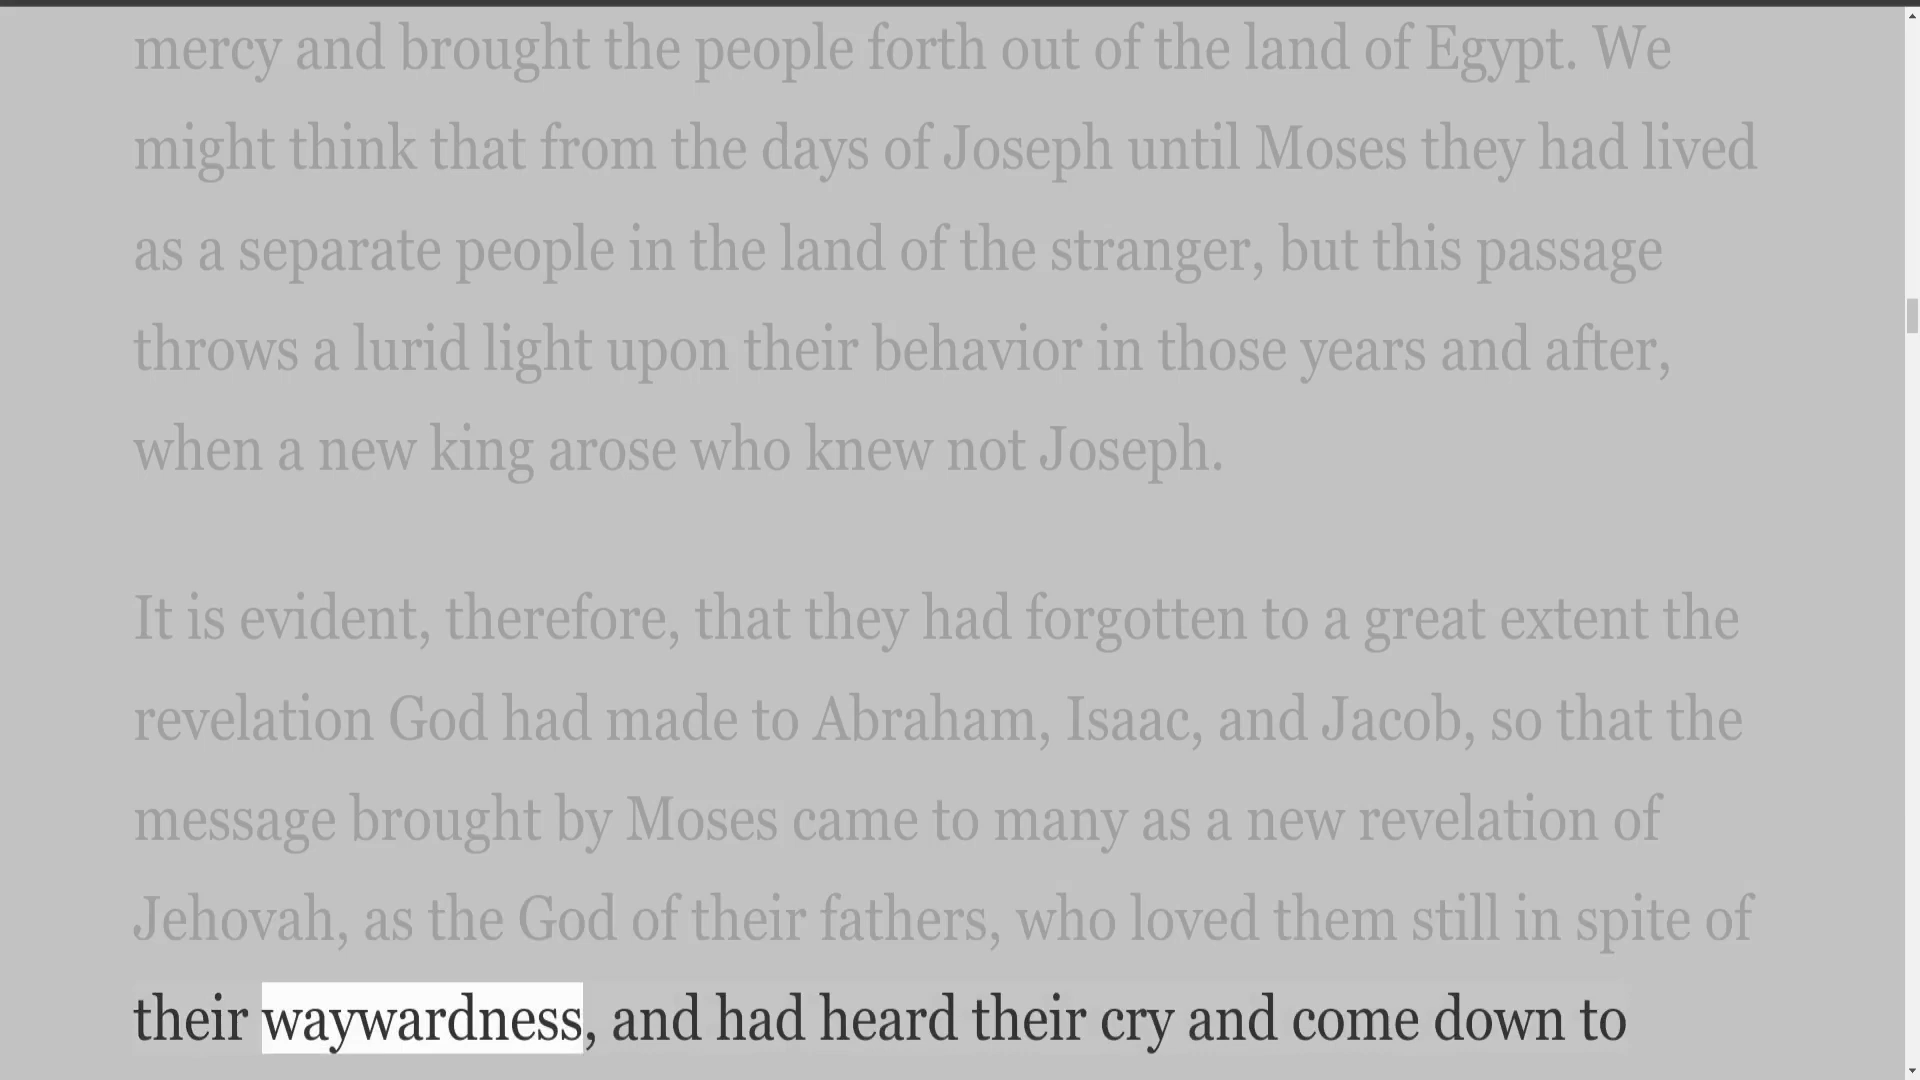 mercy and brought the people forth out of the land of Egypt. We
might think that from the days of Joseph until Moses they had lived
as a separate people in the land of the stranger, but this passage
throws a lurid light upon their behavior in those years and after,
when a new king arose who knew not Joseph.
It is evident, therefore, that they had forgotten to a great extent the
revelation God had made to Abraham, Isaac, and Jacob, so that the
message brought by Moses came to many as a new revelation of
Jehovah, as the God of their fathers, who loved them still in spite of
their waywardness, and had heard their cry and come down to